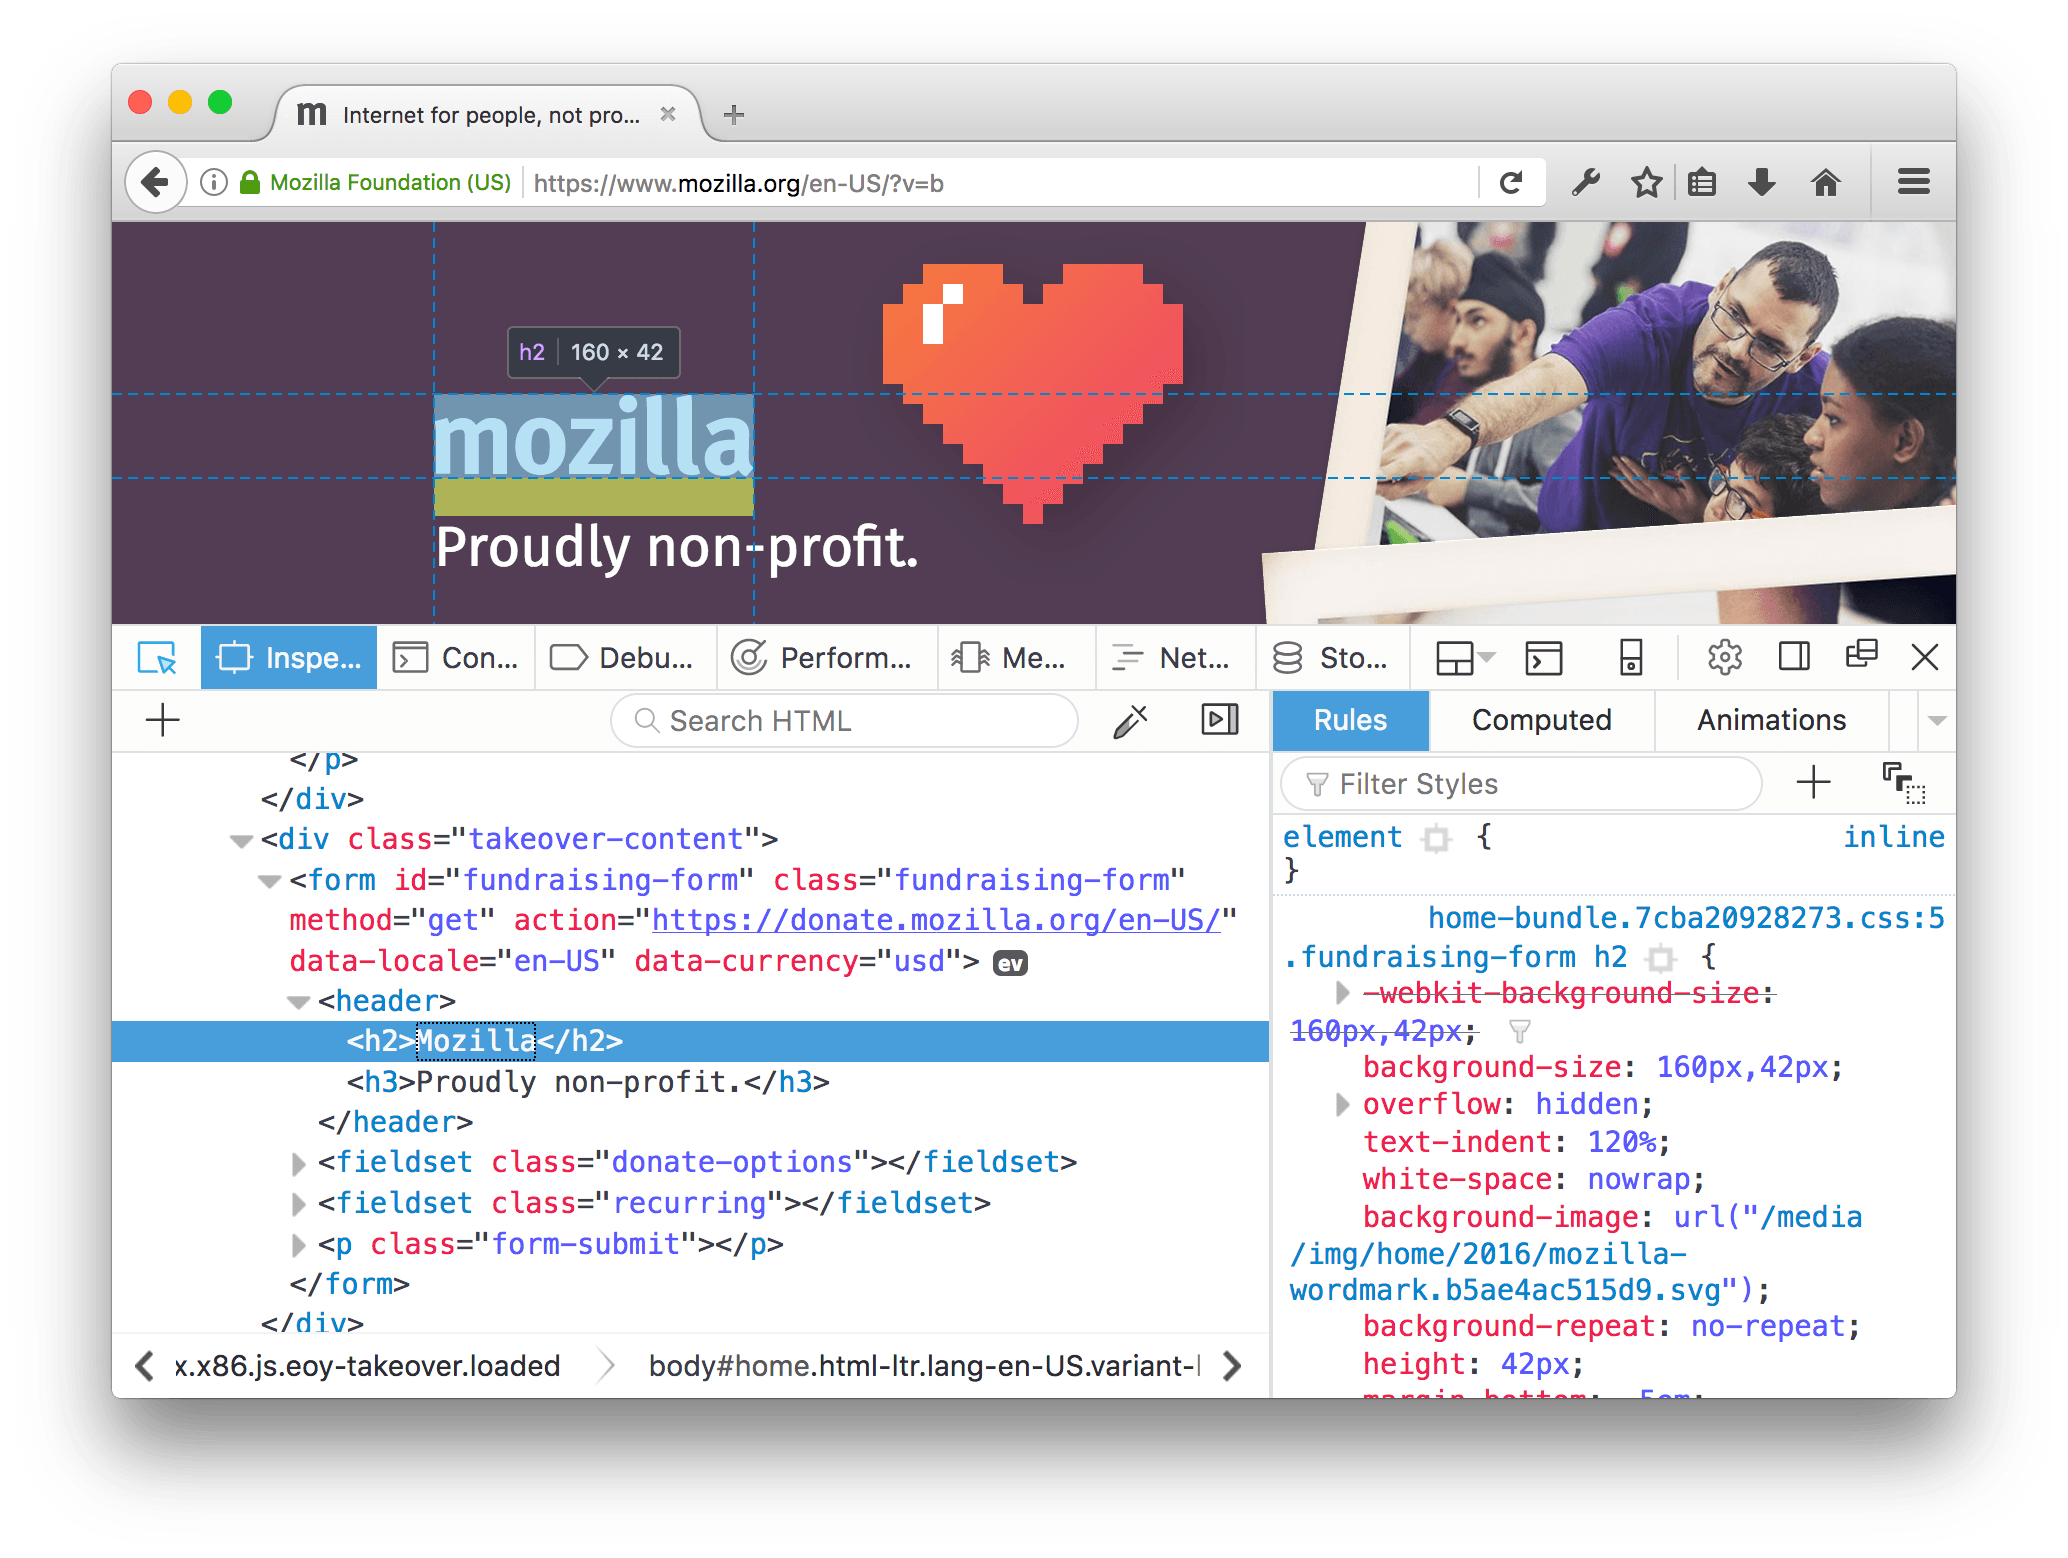 m Internet for people, not pro...
Mozilla Foundation (US) https://www.mozilla.org/en-US/?v=b
h2 160 × 42
mozilla
Proudly non-profit.
Inspe... Con... Debu... Perform... Me... Net... Sto...
Search HTML
</p>
</div>
<div class="takeover-content">
<form id="fundraising-form" class="fundraising-form"
method="get" action="https://donate.mozilla.org/en-US/"
data-locale="en-US" data-currency="usd"> ev
<header>
<h2>Mozilla</h2>
<h3>Proudly non-profit.</h3>
</header>
<fieldset class="donate-options"></fieldset>
<fieldset class="recurring"></fieldset>
<p class="form-submit"></p>
</form>
</div>
x.x86.js.eoy-takeover.loaded body#home.html-ltr.lang-en-US.variant-
Rules Computed Animations
Filter Styles
element { inline
}
home-bundle.7cba20928273.css:5
.fundraising-form h2 {
-webkit-background-size:
160px,42px;
background-size: 160px,42px;
overflow: hidden;
text-indent: 120%;
white-space: nowrap;
background-image: url("/media
/img/home/2016/mozilla-
wordmark.b5ae4ac515d9.svg");
background-repeat: no-repeat;
height: 42px;
margin-bottom: .5em;